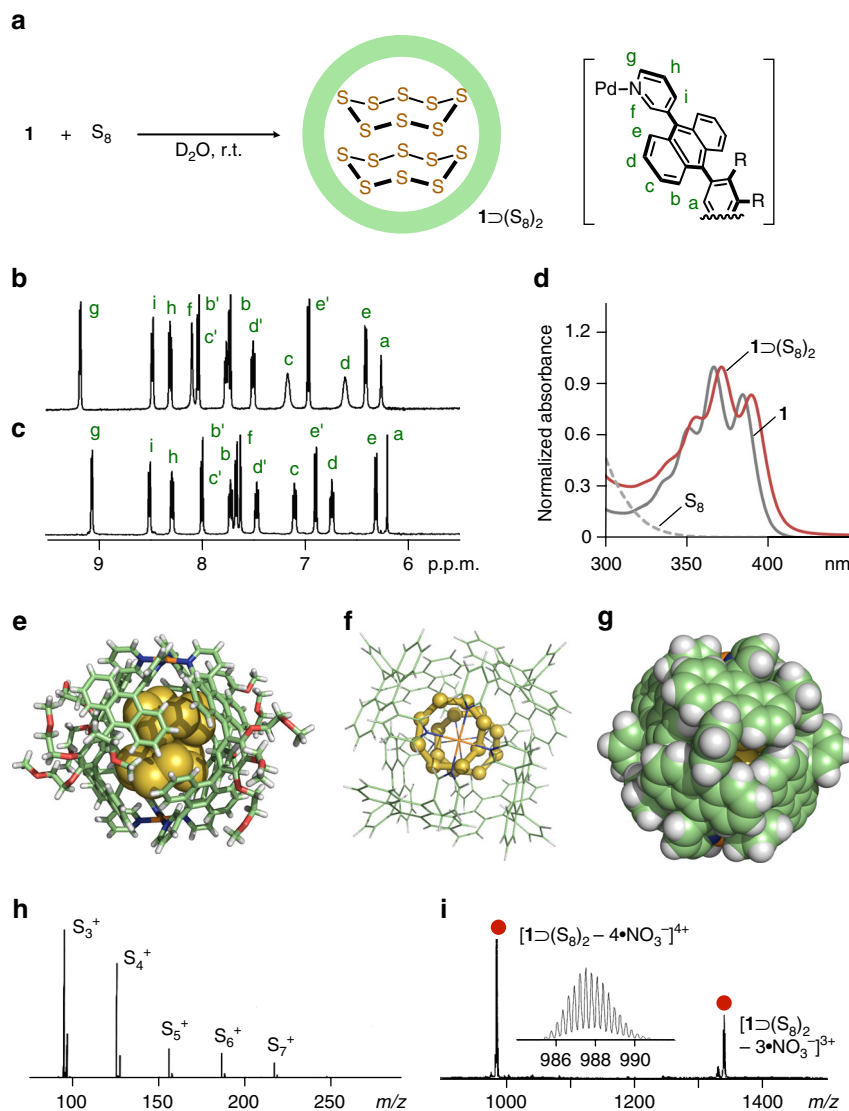 a
1 + S8
D2O, r.t.
S S S S S
S S S
S S S S S
S S S
1⊃(S8)2
g
h
Pd N
i
f
e
d
c
b
a
R
R
b
g i h f b' c' b d' c e' d e a
c
g i h b' c' b f d' c e' d e a
9 8 7 6 p.p.m.
d
Normalized absorbance
1.2
0.9
0.6
0.3
0
1⊃(S8)2
1
S8
300 350 400 nm
e
f
g
h
S3+
S4+
S5+
S6+
S7+
100 150 200 250 m/z
i
[1⊃(S8)2 – 4•NO3–]4+
986 988 990
[1⊃(S8)2
– 3•NO3–]3+
1000 1200 1400 m/z